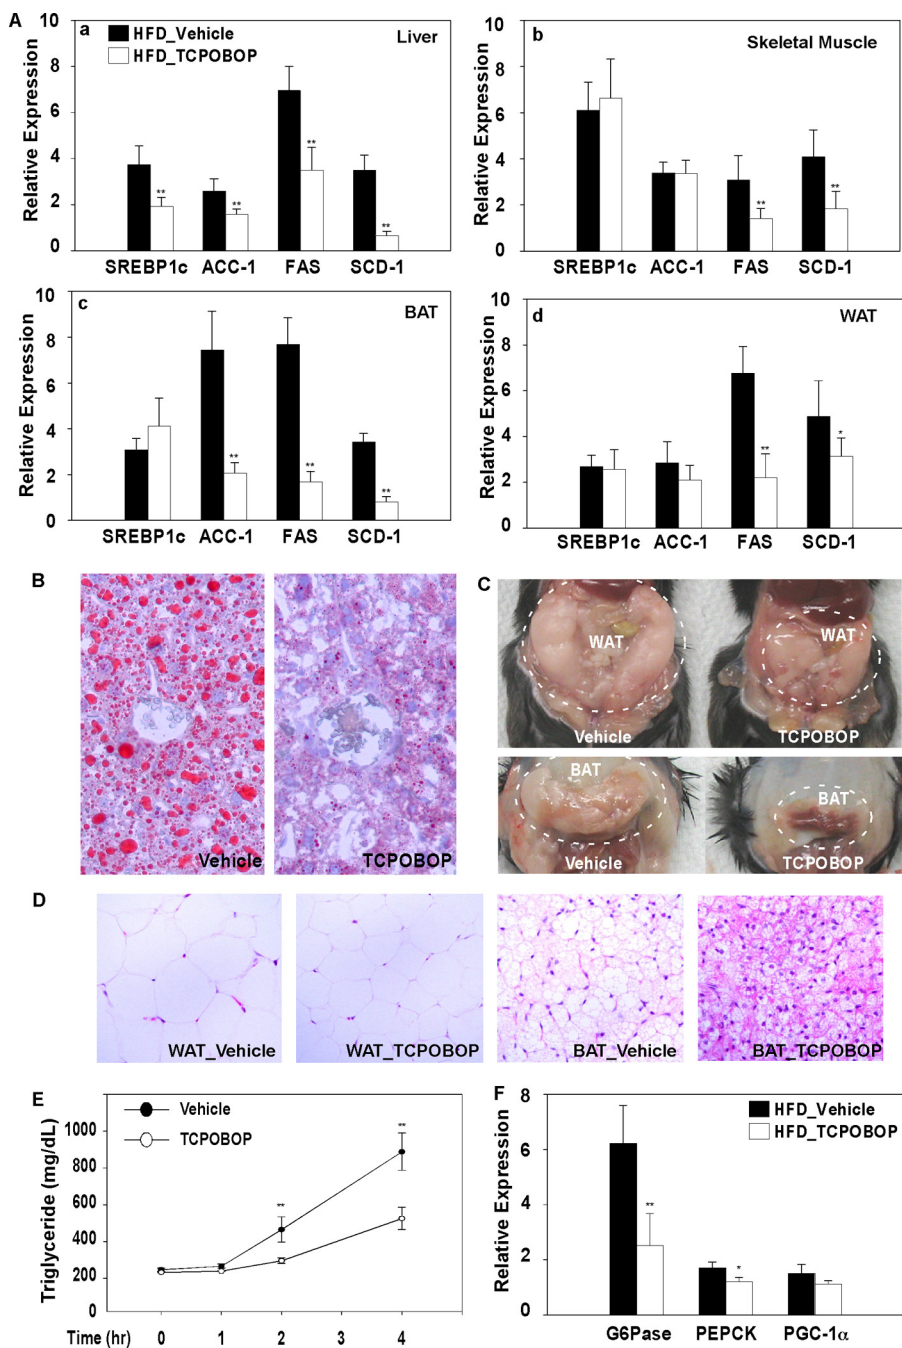 A
a
HFD_Vehicle
HFD_TCPOBOP
Liver
Relative Expression
10
8
6
4
2
0
**
**
**
**
SREBP1c ACC-1 FAS SCD-1
b
Skeletal Muscle
Relative Expression
10
8
6
4
2
0
**
**
SREBP1c ACC-1 FAS SCD-1
c
BAT
Relative Expression
10
8
6
4
2
0
**
**
**
SREBP1c ACC-1 FAS SCD-1
d
WAT
Relative Expression
10
8
6
4
2
0
**
*
SREBP1c ACC-1 FAS SCD-1
B
Vehicle
TCPOBOP
C
WAT
Vehicle
WAT
TCPOBOP
BAT
Vehicle
BAT
TCPOBOP
D
WAT_Vehicle
WAT_TCPOBOP
BAT_Vehicle
BAT_TCPOBOP
E
Vehicle
TCPOBOP
Triglyceride (mg/dL)
1000
800
600
400
200
0
**
**
Time (hr) 0 1 2 3 4
F
HFD_Vehicle
HFD_TCPOBOP
Relative Expression
8
6
4
2
0
**
*
G6Pase PEPCK PGC-1α